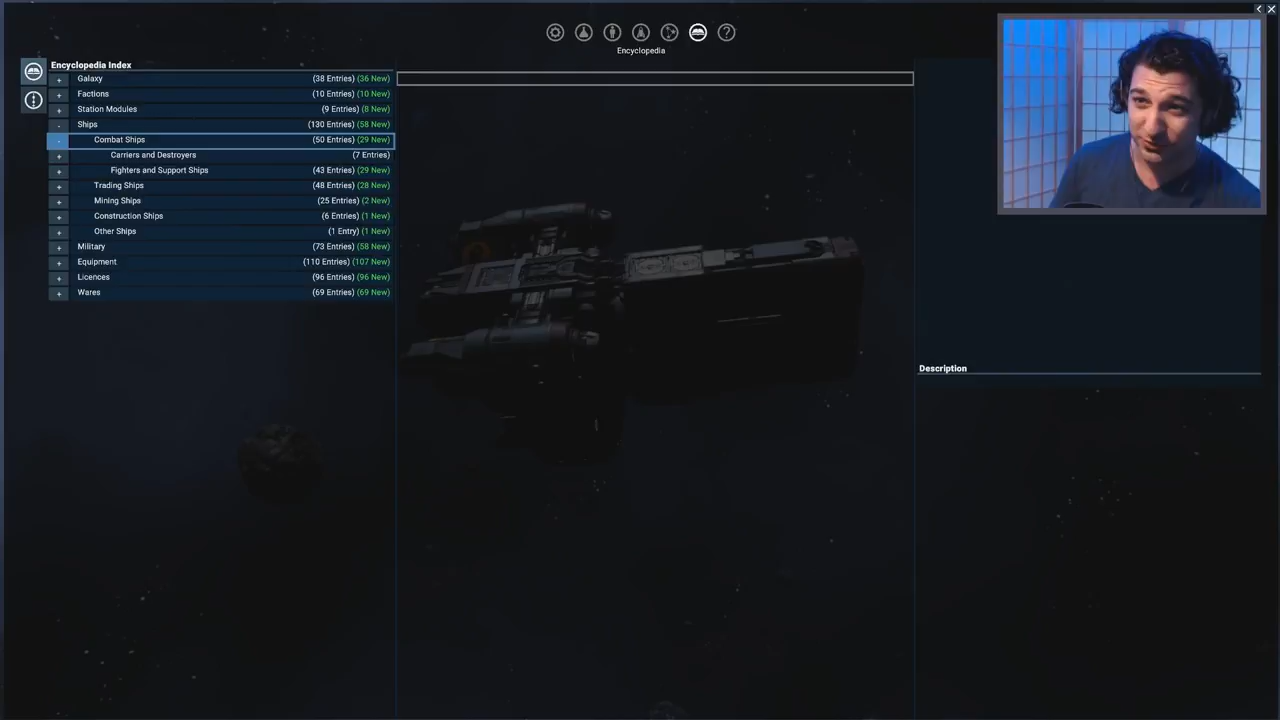 Encyclopedia
Encyclopedia Index
Galaxy (38 Entries) (36 New)
Factions (10 Entries) (10 New)
Station Modules (9 Entries) (8 New)
Ships (130 Entries) (58 New)
Combat Ships (50 Entries) (29 New)
Carriers and Destroyers (7 Entries)
Fighters and Support Ships (43 Entries) (29 New)
Trading Ships (48 Entries) (28 New)
Mining Ships (25 Entries) (2 New)
Construction Ships (6 Entries) (1 New)
Other Ships (1 Entry) (1 New)
Military (73 Entries) (58 New)
Equipment (110 Entries) (107 New)
Licences (96 Entries) (96 New)
Wares (69 Entries) (69 New)
Description